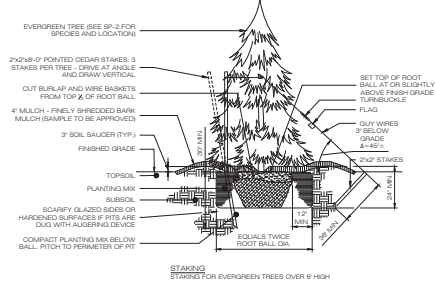 EVERGREEN TREE (SEE SP-2 FOR
SPECIES AND LOCATION)
2"x2"x8'-0" POINTED CEDAR STAKES: 3
STAKES PER TREE - DRIVE AT ANGLE
AND DRAW VERTICAL
CUT BURLAP AND WIRE BASKETS
FROM TOP OF ROOT BALL
4" MULCH - FINELY SHREDDED BARK
MULCH (SAMPLE TO BE APPROVED)
3" SOIL SAUCER (TYP.)
FINISHED GRADE
TOPSOIL
PLANTING MIX
SUBSOIL
SCARIFY GLAZED SIDES OR
HARDENED SURFACES IF PITS ARE
DUG WITH AUGERING DEVICE
COMPACT PLANTING MIX BELOW
BALL. PITCH TO PERIMETER OF PIT
30" MIN.
SET TOP OF ROOT
BALL AT OR SLIGHTLY
ABOVE FINISH GRADE
TURNBUCKLE
FLAG
GUY WIRES
3" BELOW
GRADE
Δ=45°±
2"x2" STAKES
24" MIN.
36" MIN.
12"
MIN.
EQUALS TWICE
ROOT BALL DIA.
STAKING
STAKING FOR EVERGREEN TREES OVER 6' HIGH